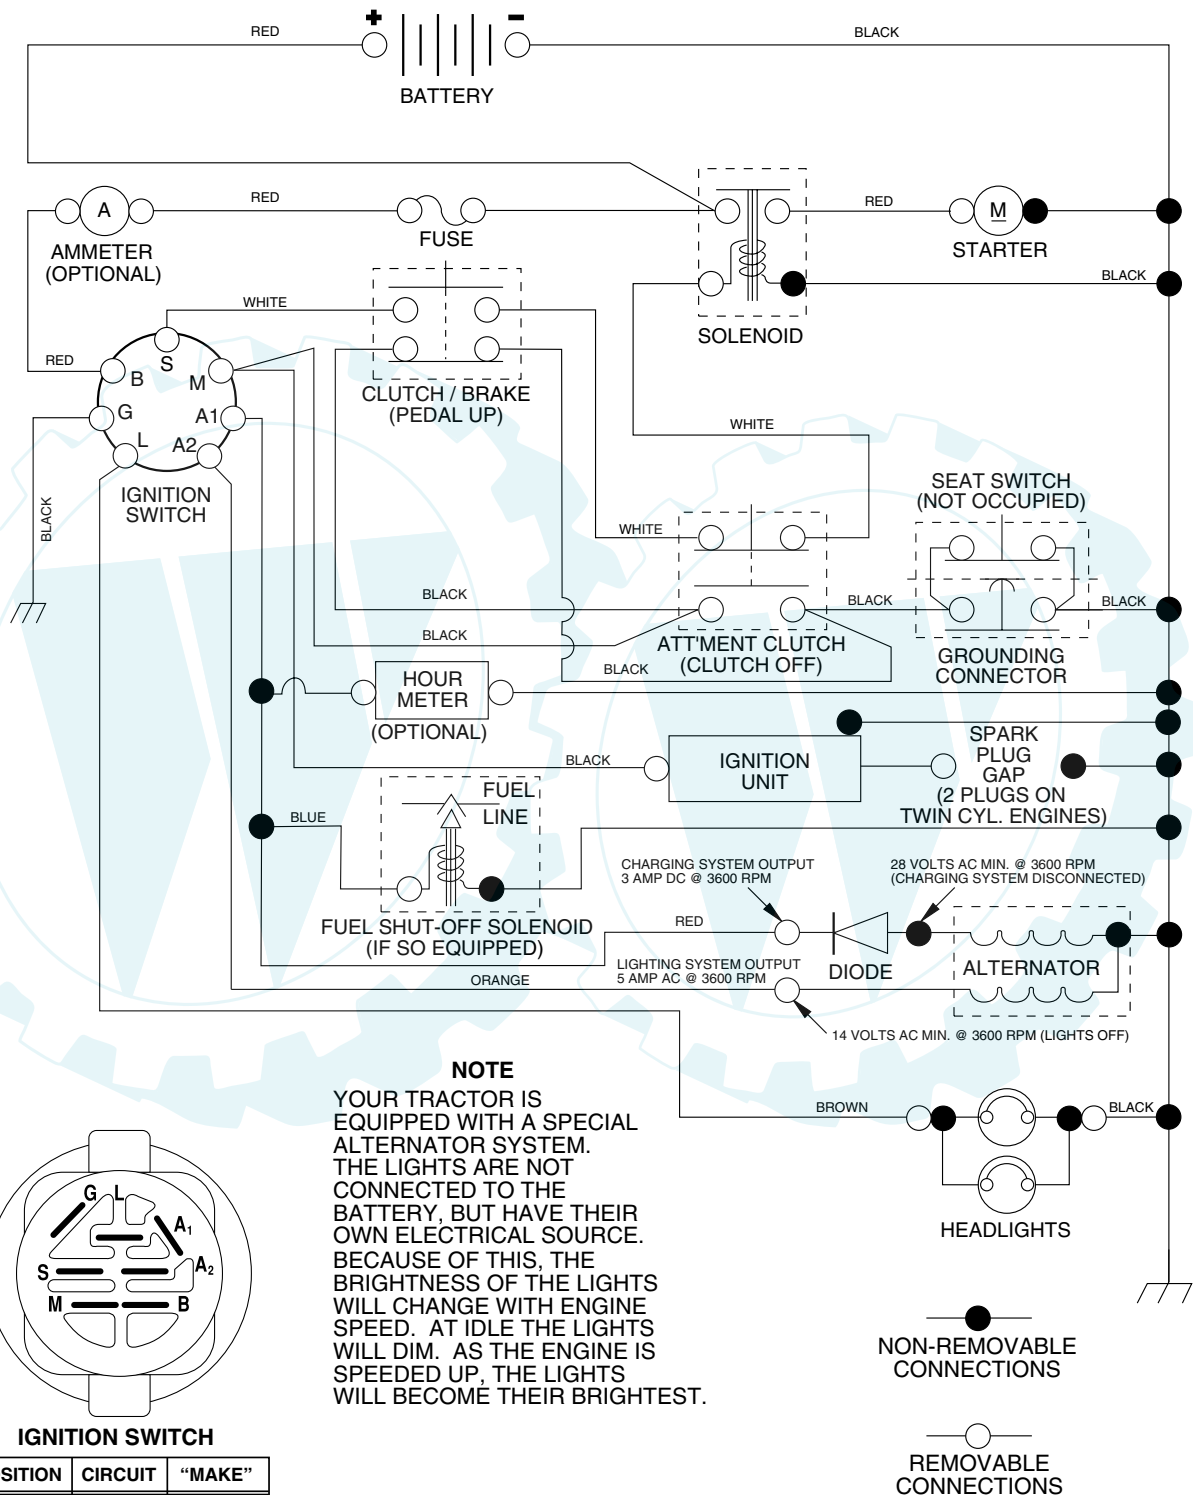 RED
+
-
BLACK
BATTERY
RED
A
AMMETER
(OPTIONAL)
FUSE
RED
M
STARTER
BLACK
SOLENOID
WHITE
RED
S
B
M
G
A1
L
A2
IGNITION
SWITCH
BLACK
CLUTCH / BRAKE
(PEDAL UP)
WHITE
SEAT SWITCH
(NOT OCCUPIED)
WHITE
BLACK
BLACK
BLACK
BLACK
ATT'MENT CLUTCH
(CLUTCH OFF)
BLACK
GROUNDING
CONNECTOR
HOUR
METER
(OPTIONAL)
BLACK
IGNITION
UNIT
SPARK
PLUG
GAP
(2 PLUGS ON
TWIN CYL. ENGINES)
FUEL
LINE
BLUE
FUEL SHUT-OFF SOLENOID
(IF SO EQUIPPED)
CHARGING SYSTEM OUTPUT
3 AMP DC @ 3600 RPM
28 VOLTS AC MIN. @ 3600 RPM
(CHARGING SYSTEM DISCONNECTED)
RED
DIODE
ALTERNATOR
LIGHTING SYSTEM OUTPUT
5 AMP AC @ 3600 RPM
ORANGE
14 VOLTS AC MIN. @ 3600 RPM (LIGHTS OFF)
NOTE
YOUR TRACTOR IS
EQUIPPED WITH A SPECIAL
ALTERNATOR SYSTEM.
THE LIGHTS ARE NOT
CONNECTED TO THE
BATTERY, BUT HAVE THEIR
OWN ELECTRICAL SOURCE.
BECAUSE OF THIS, THE
BRIGHTNESS OF THE LIGHTS
WILL CHANGE WITH ENGINE
SPEED. AT IDLE THE LIGHTS
WILL DIM. AS THE ENGINE IS
SPEEDED UP, THE LIGHTS
WILL BECOME THEIR BRIGHTEST.
BROWN
BLACK
HEADLIGHTS
G
L
A1
S
A2
M
B
IGNITION SWITCH
SITION CIRCUIT "MAKE"
NON-REMOVABLE
CONNECTIONS
REMOVABLE
CONNECTIONS